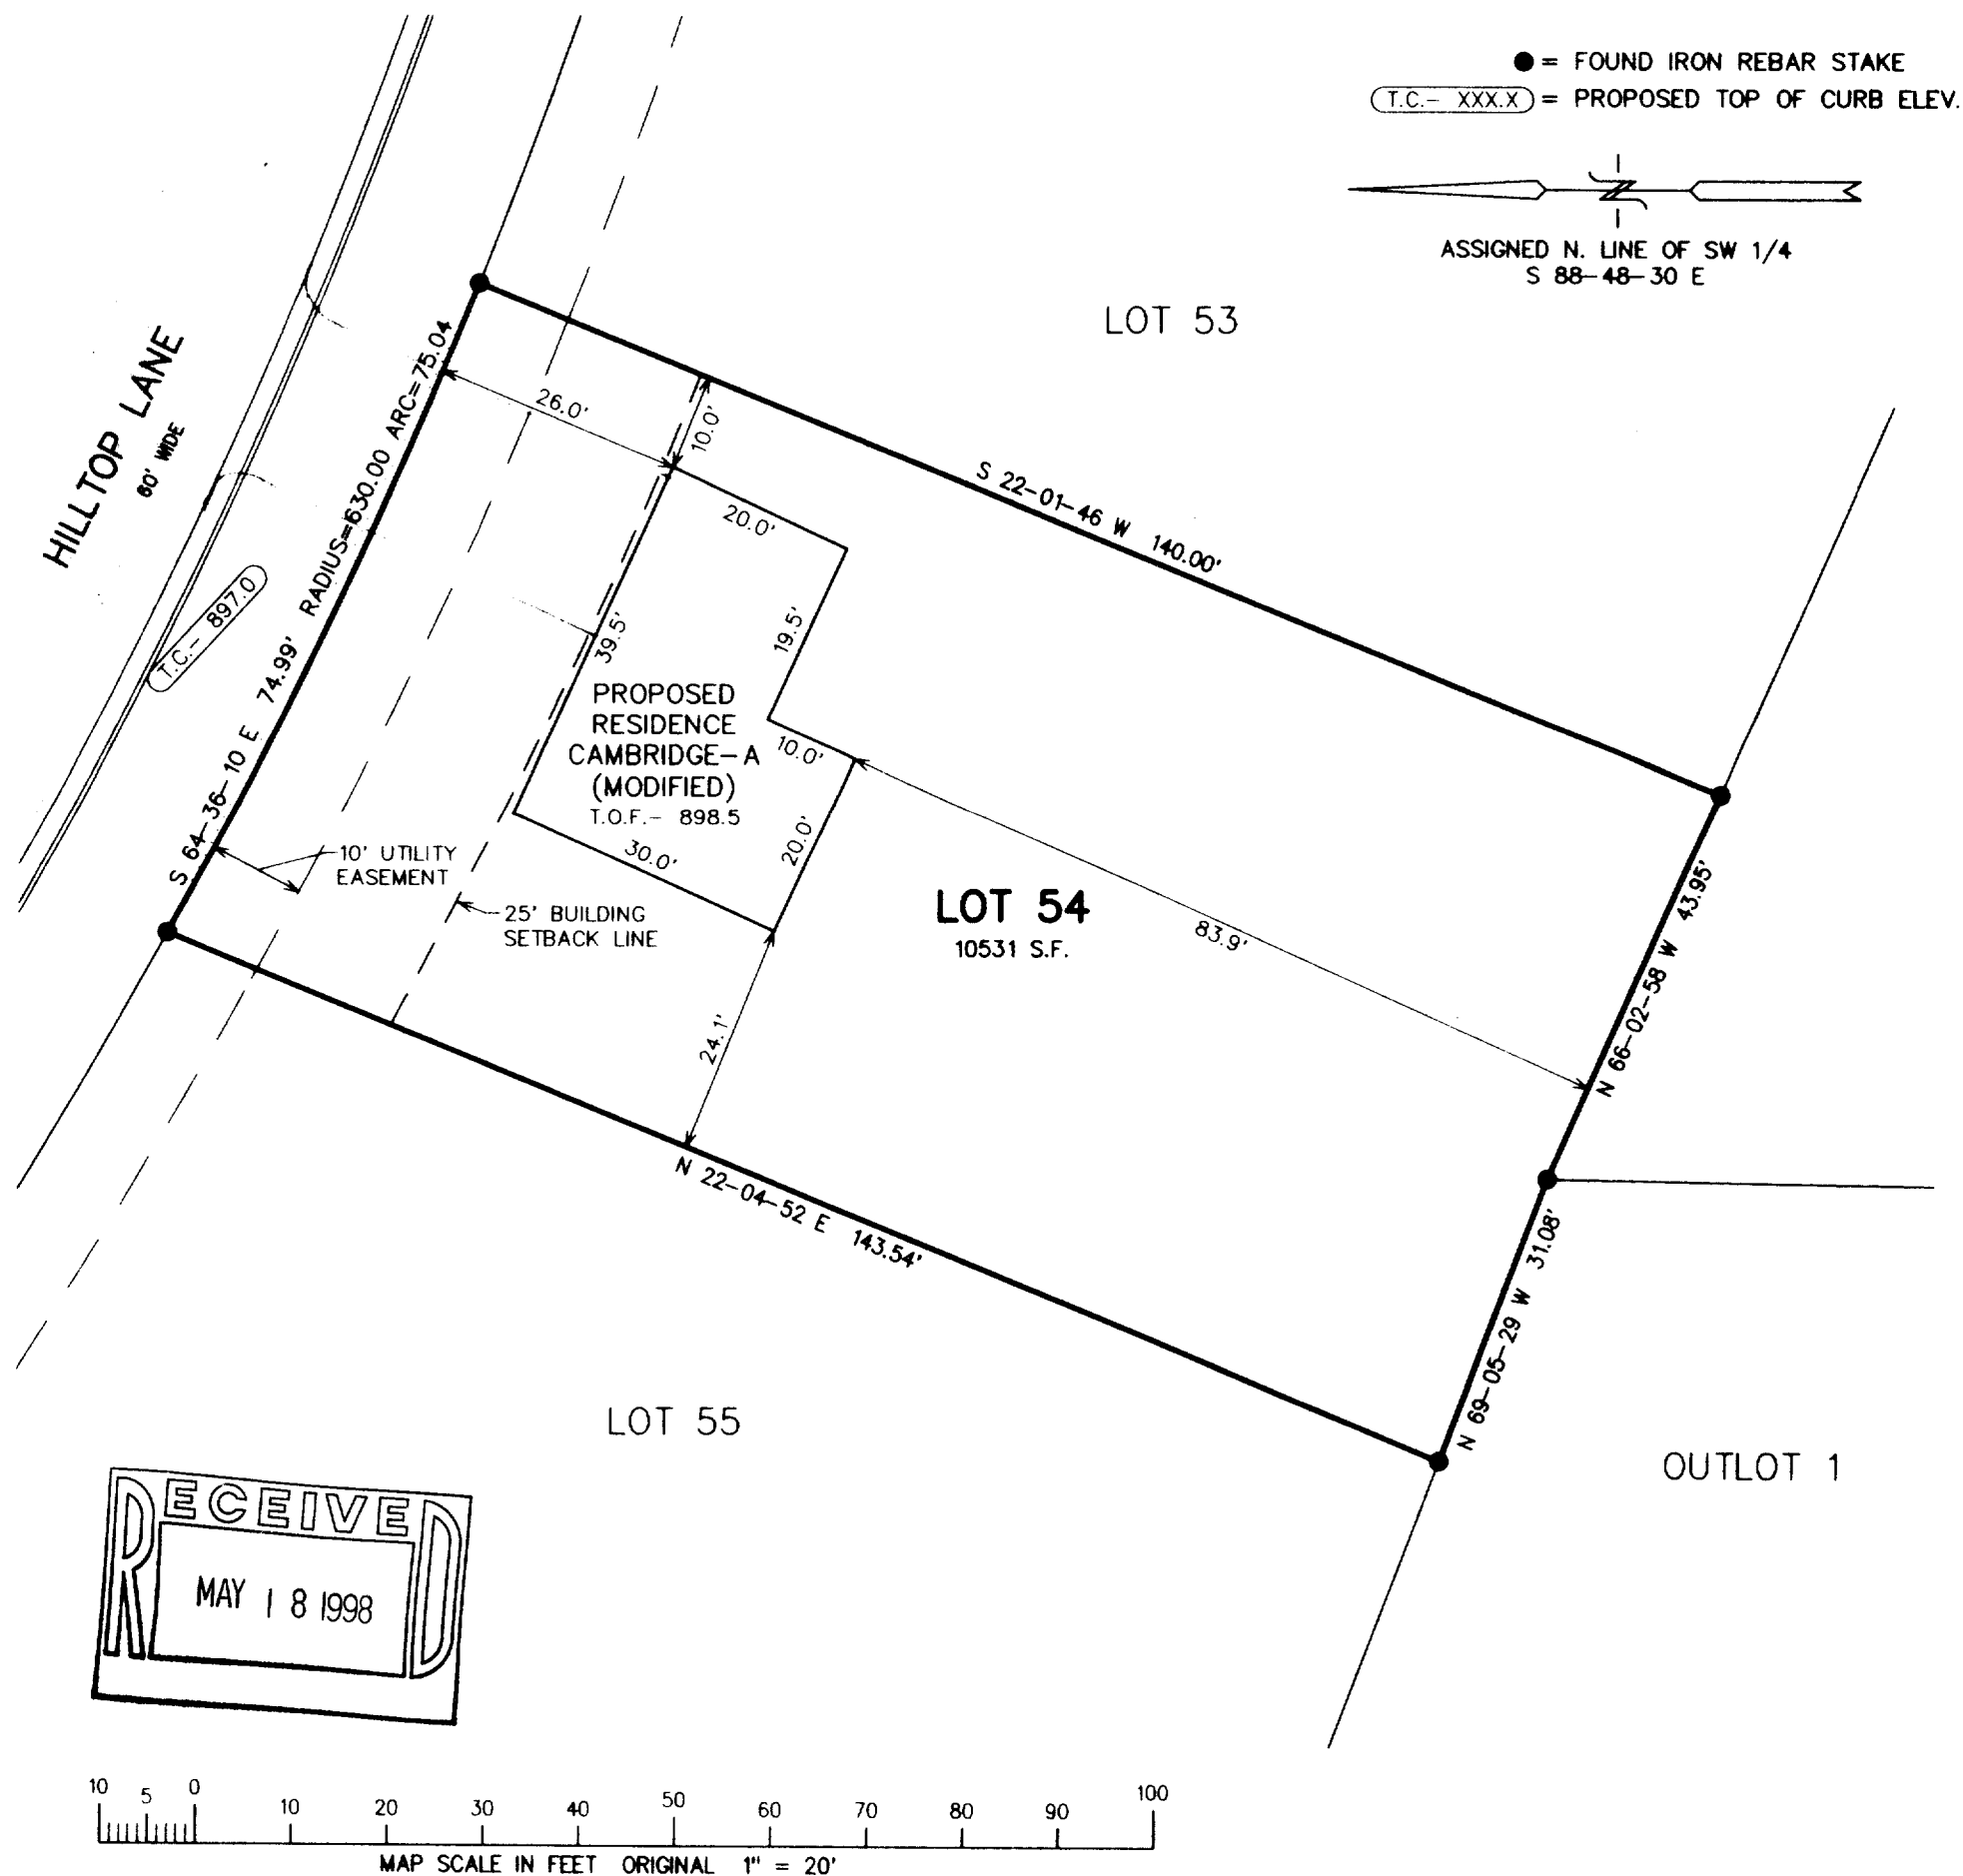 ● = FOUND IRON REBAR STAKE
T.C.- XXX.X = PROPOSED TOP OF CURB ELEV.
ASSIGNED N. LINE OF SW 1/4
S 88-48-30 E
LOT 53
HILLTOP LANE
60' WIDE
T.C.- 897.0
S 64-36-10 E 74.99' RADIUS=630.00 ARC=75.04
26.0'
10.0'
S 22-01-46 W 140.00'
20.0'
19.5'
39.5'
PROPOSED
RESIDENCE
CAMBRIDGE-A
(MODIFIED)
T.O.F.- 898.5
10.0'
20.0'
30.0'
10' UTILITY
EASEMENT
25' BUILDING
SETBACK LINE
LOT 54
10531 S.F.
83.9'
24.1'
N 66-02-58 W 43.95'
N 22-04-52 E 143.54'
N 69-05-29 W 31.08'
LOT 55
OUTLOT 1
RECEIVED
MAY 18 1998
10 5 0 10 20 30 40 50 60 70 80 90 100
MAP SCALE IN FEET ORIGINAL 1" = 20'